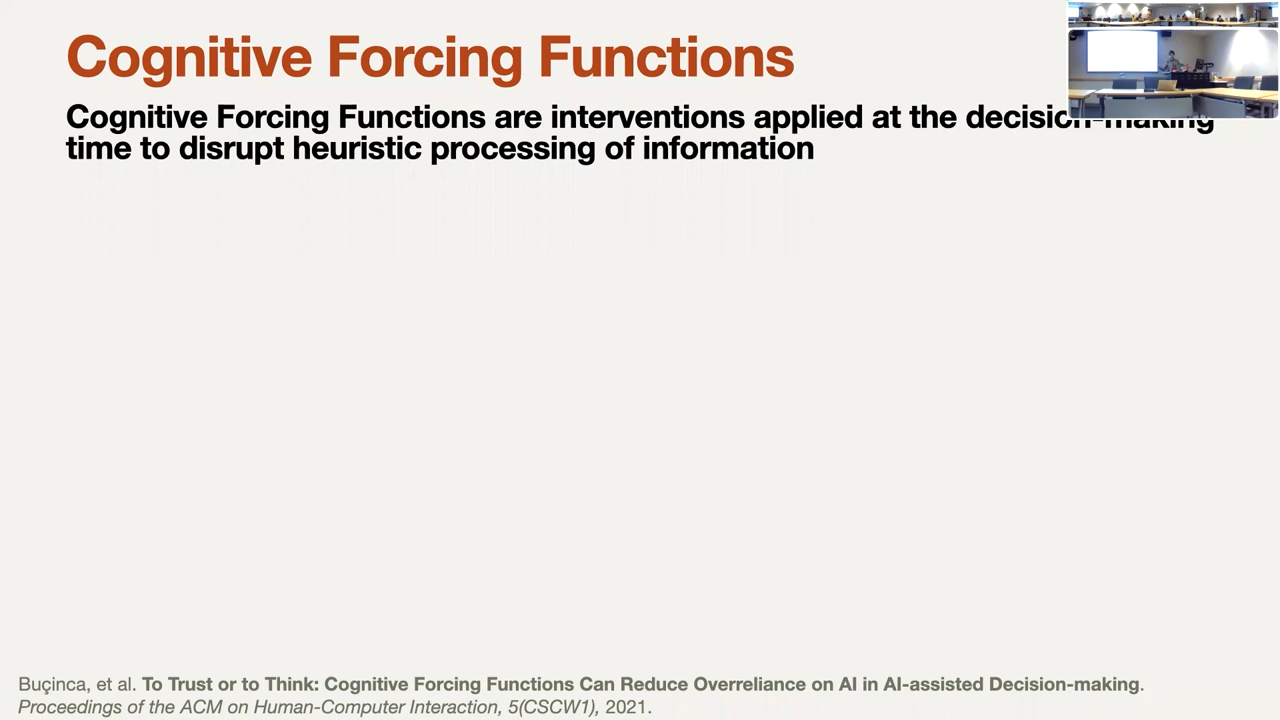 Cognitive Forcing Functions
Cognitive Forcing Functions are interventions applied at the decision-making
time to disrupt heuristic processing of information
Buçinca, et al. To Trust or to Think: Cognitive Forcing Functions Can Reduce Overreliance on AI in AI-assisted Decision-making.
Proceedings of the ACM on Human-Computer Interaction, 5(CSCW1), 2021.